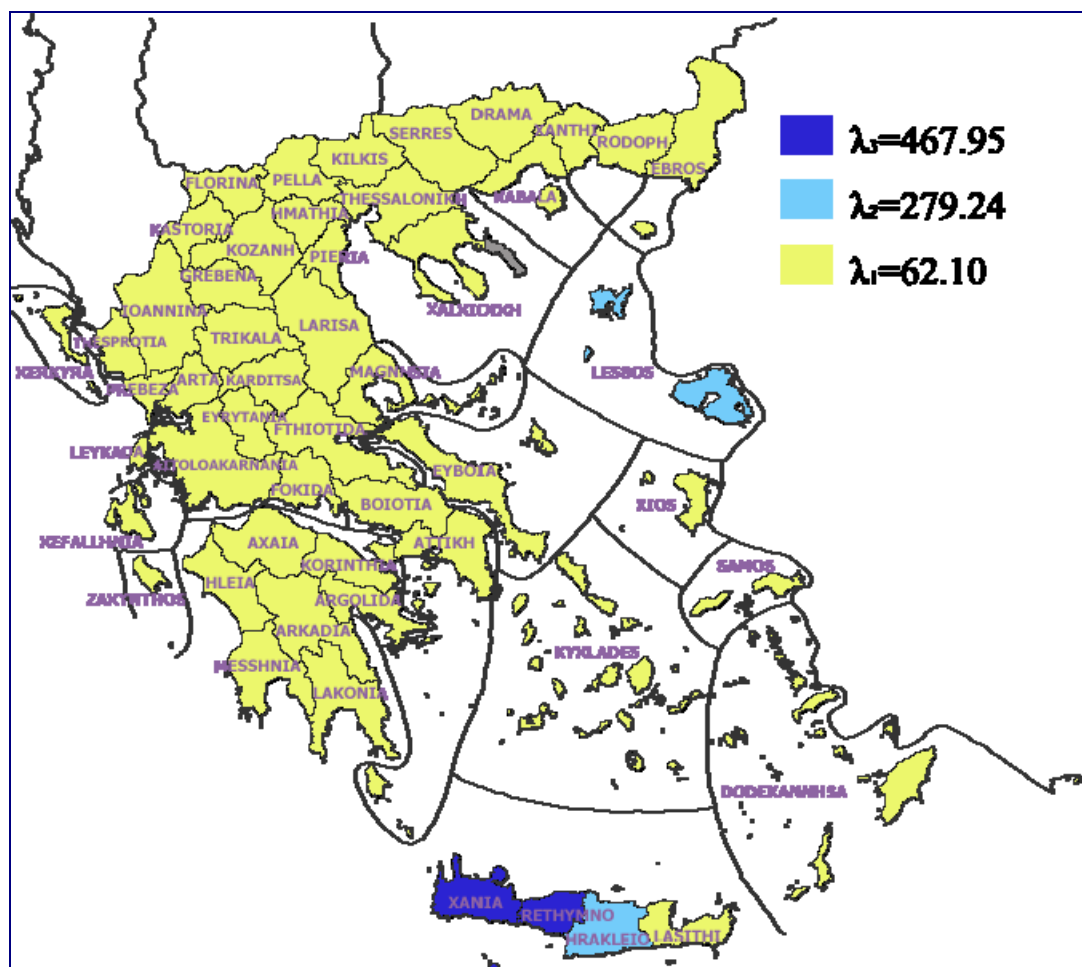 DRAMA
SERRES
XANTHI
RODOPH
KILKIS
EBROS
FLORINA
PELLA
THESSALONIKH
KABALA
HMATHIA
KASTORIA
KOZANH
PIERIA
GREBENA
IOANNINA
XALKIDIKH
LARISA
THESPROTIA
TRIKALA
KERKYRA
MAGNHSIA
LESBOS
PREBEZA
ARTA
KARDITSA
EYRYTANIA
FTHIOTIDA
LEYKADA
AITOLOAKARNANIA
EYBOIA
FOKIDA
BOIOTIA
XIOS
KEFALLHNIA
AXAIA
ATTIKH
KORINTHIA
SAMOS
HLEIA
ZAKYNTHOS
ARGOLIDA
ARKADIA
KYKLADES
MESSHNIA
LAKONIA
DODEKANNHSA
XANIA
RETHYMNO
HRAKLEIO
LASITHI
λ₃=467.95
λ₂=279.24
λ₁=62.10